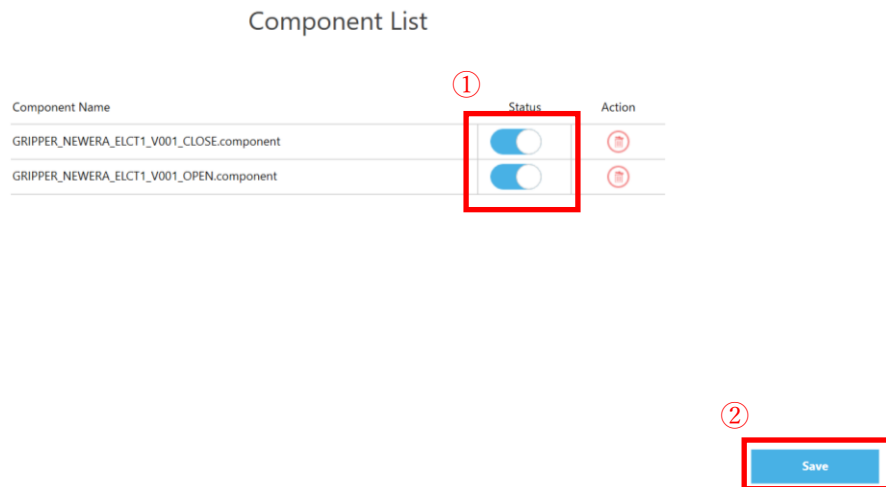 Component List
①
Component Name Status Action
GRIPPER_NEWERA_ELCT1_V001_CLOSE.component
GRIPPER_NEWERA_ELCT1_V001_OPEN.component
②
Save